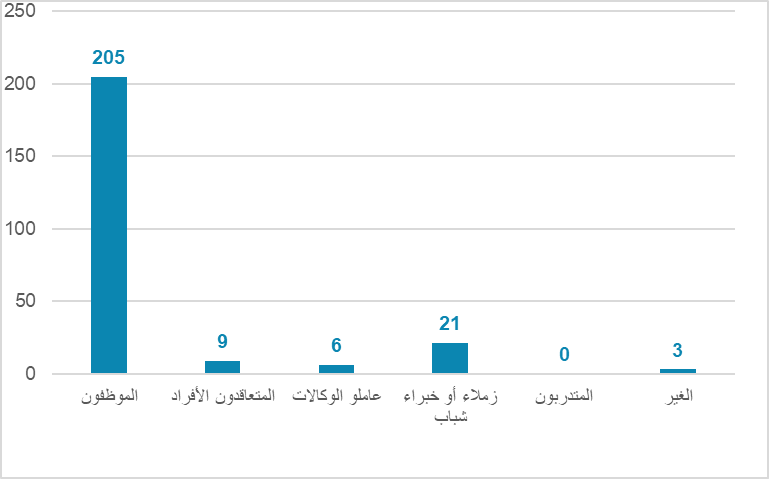 250
200
150
100
50
0
205
9
6
21
0
3
الموظفون
المتعاقدون الأفراد
عاملو الوكالات
زملاء أو خبراء
شباب
المتدربون
الغير